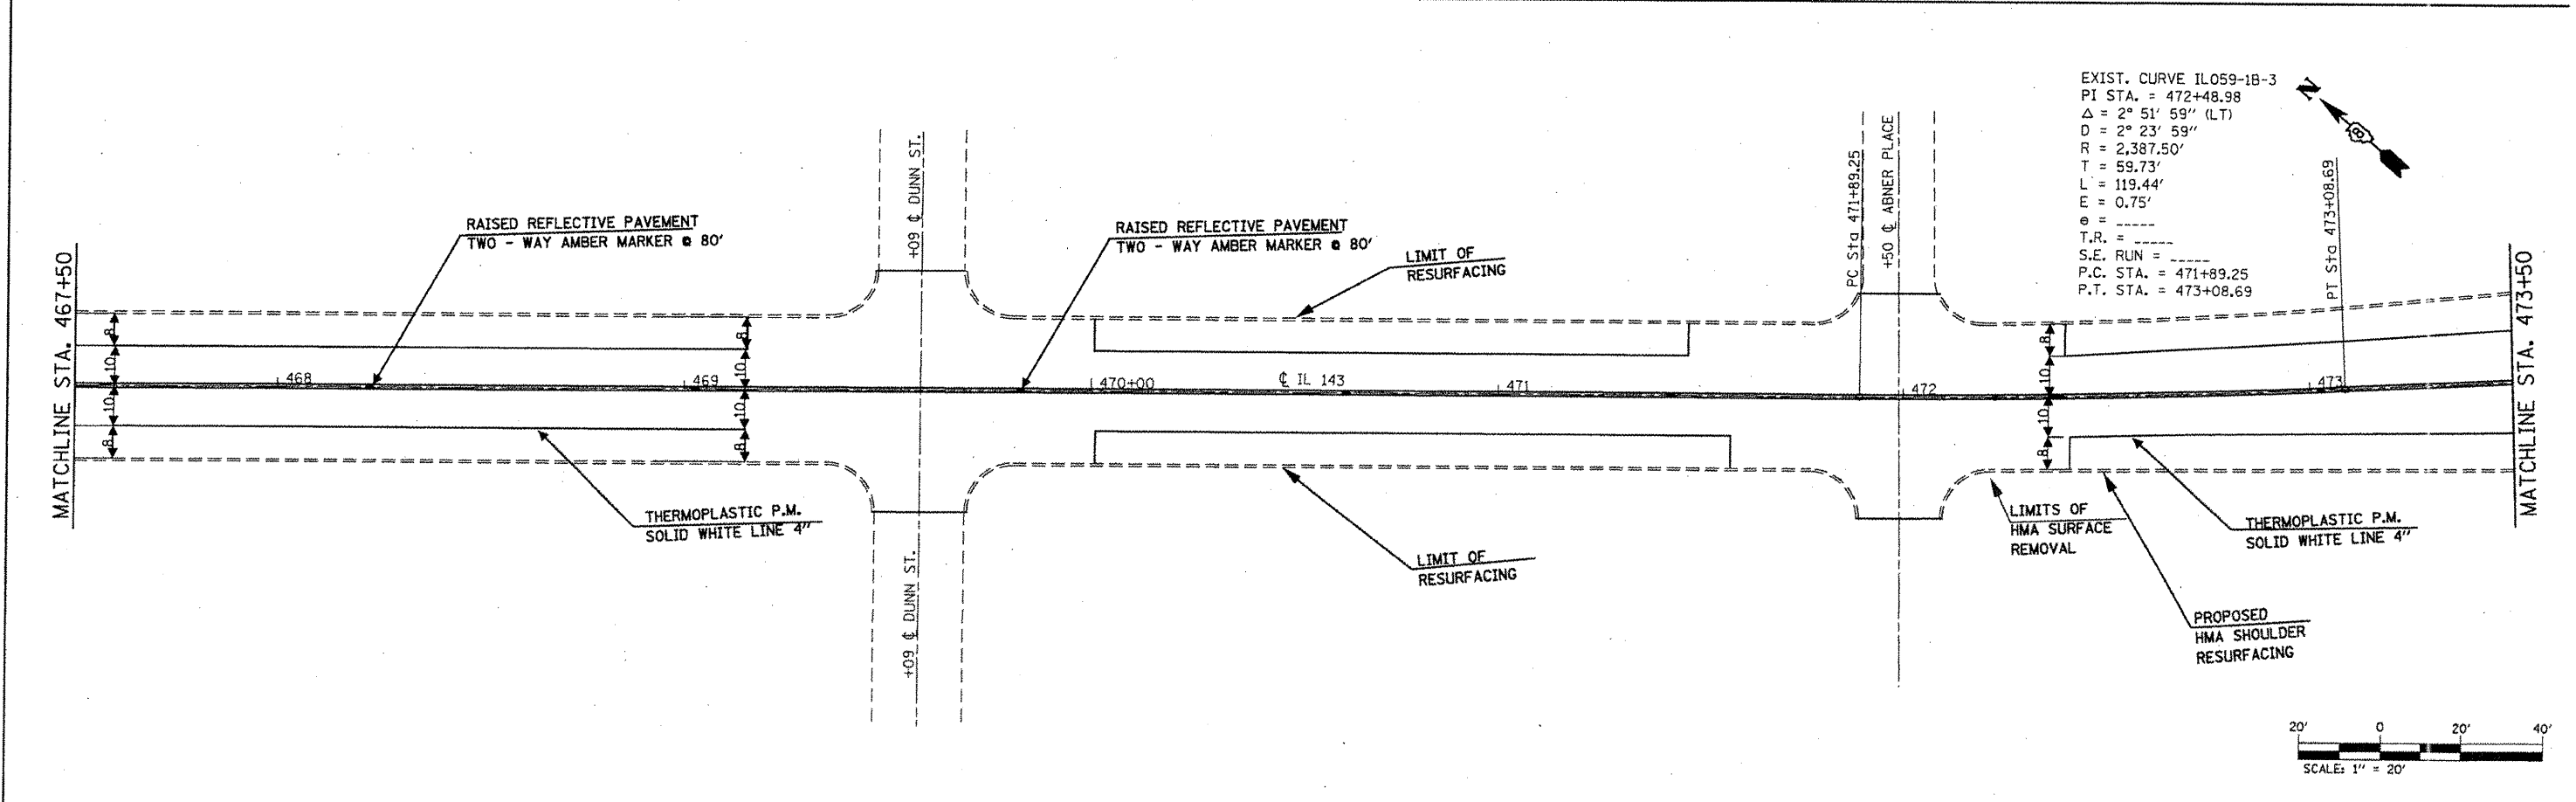 EXIST. CURVE IL059-1B-3
PI STA. = 472+48.98
Δ = 2° 51' 59" (LT)
D = 2° 23' 59"
R = 2,387.50'
T = 59.73'
L = 119.44'
E = 0.75'
e = -----
T.R. = -----
S.E. RUN = -----
P.C. STA. = 471+89.25
P.T. STA. = 473+08.69
N
MATCHLINE STA. 467+50
RAISED REFLECTIVE PAVEMENT
TWO - WAY AMBER MARKER @ 80'
+09 ℄ DUNN ST.
RAISED REFLECTIVE PAVEMENT
TWO - WAY AMBER MARKER @ 80'
LIMIT OF
RESURFACING
PC Sta 471+89.25
+50 ℄ ABNER PLACE
PT Sta 473+08.69
MATCHLINE STA. 473+50
8
10
10
8
8
10
10
8
8
10
10
8
468
469
470+00
℄ IL 143
471
472
473
THERMOPLASTIC P.M.
SOLID WHITE LINE 4"
+09 ℄ DUNN ST.
LIMIT OF
RESURFACING
LIMITS OF
HMA SURFACE
REMOVAL
THERMOPLASTIC P.M.
SOLID WHITE LINE 4"
PROPOSED
HMA SHOULDER
RESURFACING
20' 0 20' 40'
SCALE: 1" = 20'